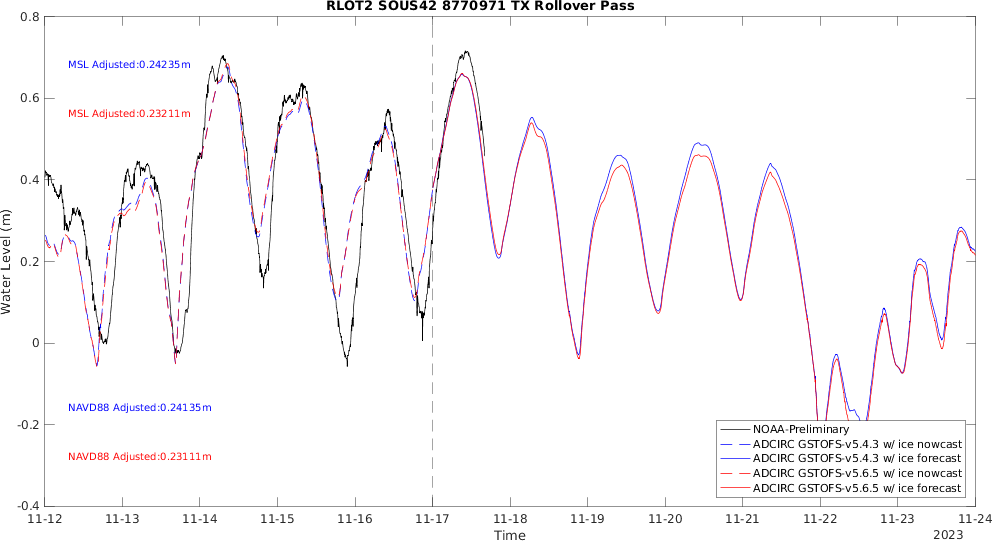 RLOT2 SOUS42 8770971 TX Rollover Pass
0.8
0.6
0.4
0.2
0
-0.2
-0.4
Water Level (m)
MSL Adjusted:0.24235m
MSL Adjusted:0.23211m
NAVD88 Adjusted:0.24135m
NAVD88 Adjusted:0.23111m
NOAA-Preliminary
ADCIRC GSTOFS-v5.4.3 w/ ice nowcast
ADCIRC GSTOFS-v5.4.3 w/ ice forecast
ADCIRC GSTOFS-v5.6.5 w/ ice nowcast
ADCIRC GSTOFS-v5.6.5 w/ ice forecast
11-12 11-13 11-14 11-15 11-16 11-17 11-18 11-19 11-20 11-21 11-22 11-23 11-24
Time
2023